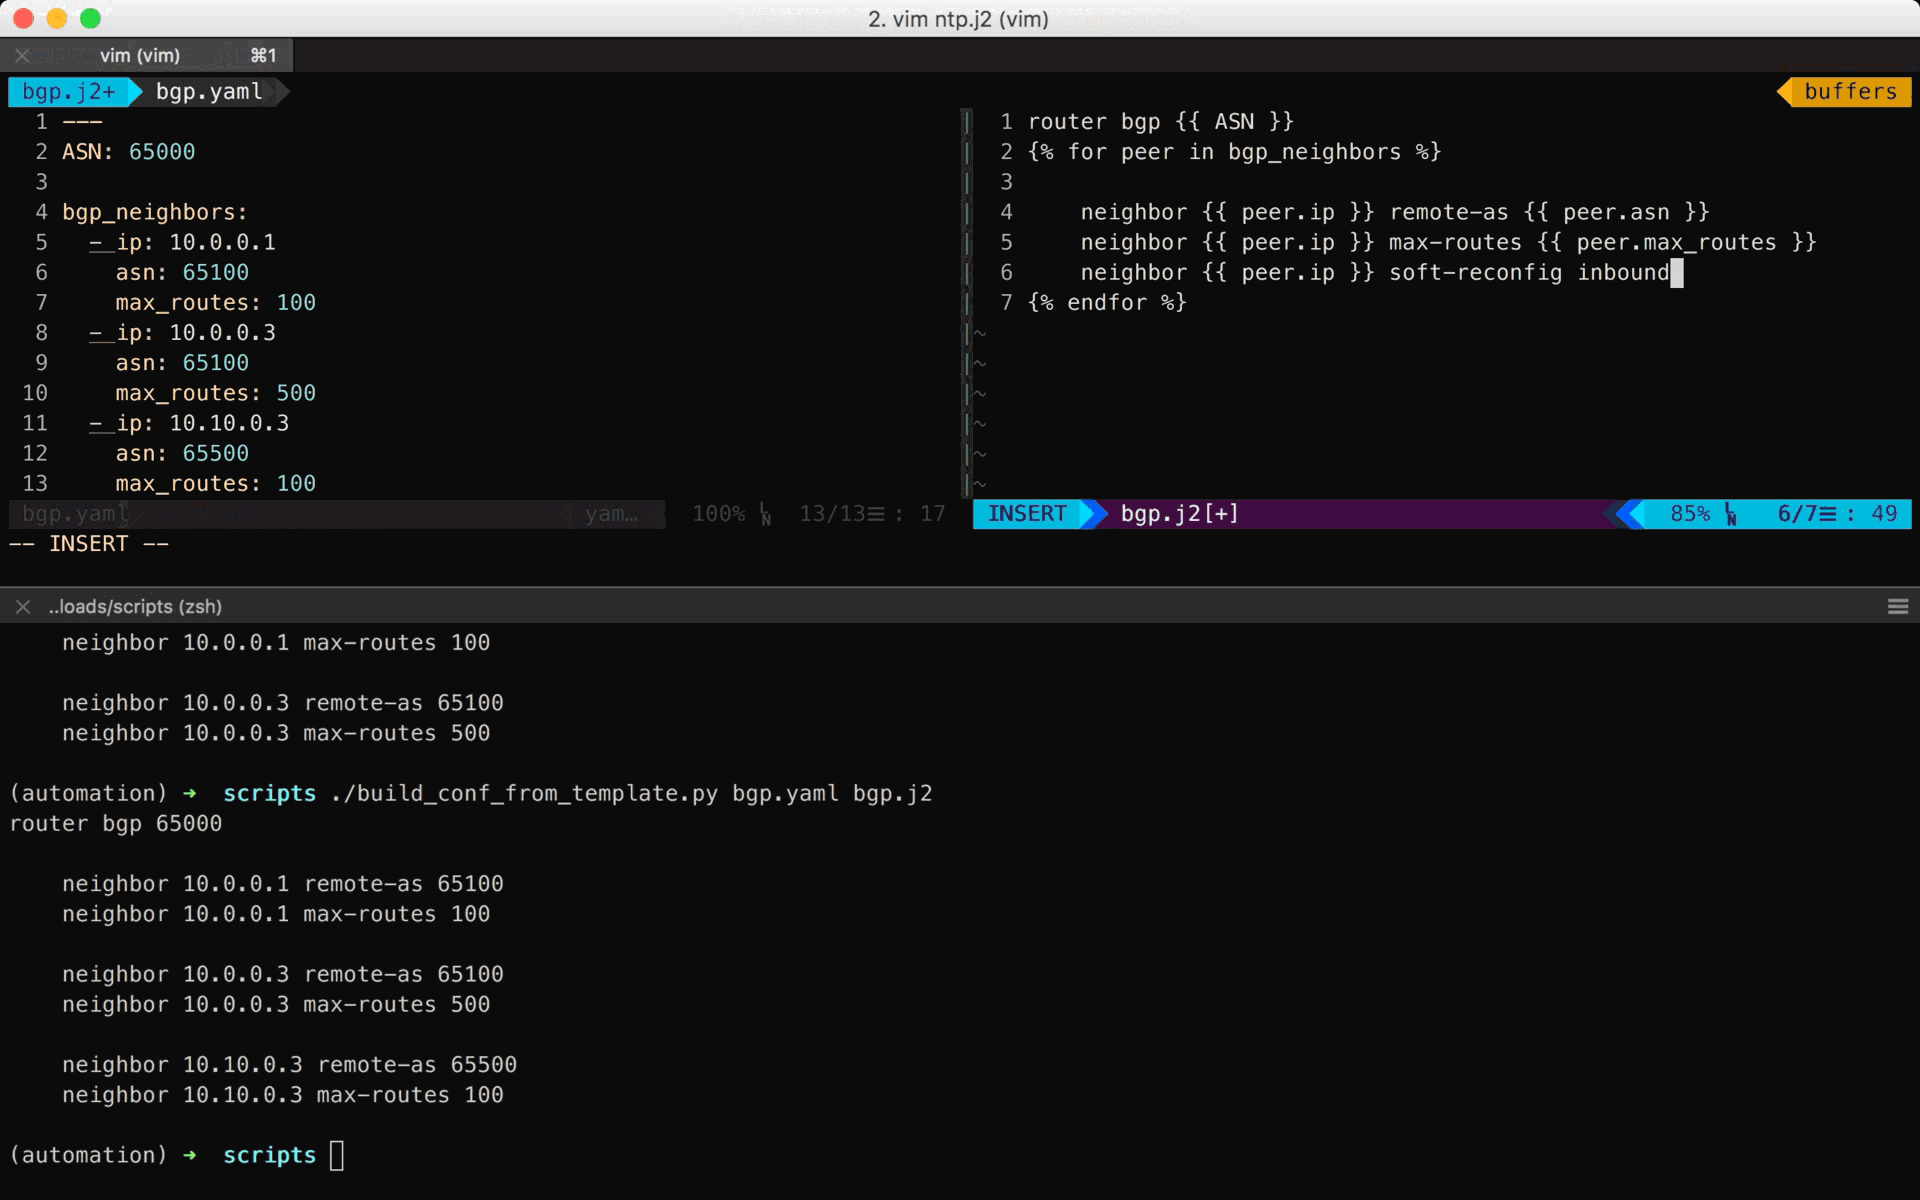 2. vim ntp.j2 (vim)
vim (vim) ⌘1
bgp.j2+ bgp.yaml buffers
1 ---
2 ASN: 65000
3
4 bgp_neighbors:
5 - ip: 10.0.0.1
6 asn: 65100
7 max_routes: 100
8 - ip: 10.0.0.3
9 asn: 65100
10 max_routes: 500
11 - ip: 10.10.0.3
12 asn: 65500
13 max_routes: 100
bgp.yaml yam… 100% ㏑ 13/13☰ : 17
1 router bgp {{ ASN }}
2 {% for peer in bgp_neighbors %}
3
4 neighbor {{ peer.ip }} remote-as {{ peer.asn }}
5 neighbor {{ peer.ip }} max-routes {{ peer.max_routes }}
6 neighbor {{ peer.ip }} soft-reconfig inbound
7 {% endfor %}
~
~
~
~
~
~
INSERT bgp.j2[+] 85% ㏑ 6/7☰ : 49
-- INSERT --
..loads/scripts (zsh)
neighbor 10.0.0.1 max-routes 100
neighbor 10.0.0.3 remote-as 65100
neighbor 10.0.0.3 max-routes 500
(automation) ➜ scripts ./build_conf_from_template.py bgp.yaml bgp.j2
router bgp 65000
neighbor 10.0.0.1 remote-as 65100
neighbor 10.0.0.1 max-routes 100
neighbor 10.0.0.3 remote-as 65100
neighbor 10.0.0.3 max-routes 500
neighbor 10.10.0.3 remote-as 65500
neighbor 10.10.0.3 max-routes 100
(automation) ➜ scripts